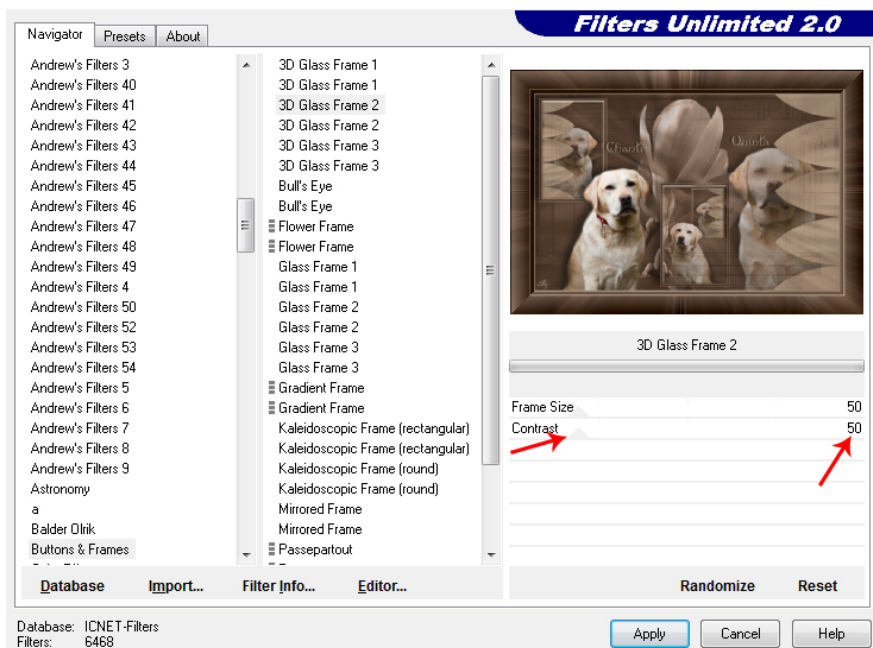 Filters Unlimited 2.0
Navigator
Presets
About
Andrew's Filters 3
Andrew's Filters 40
Andrew's Filters 41
Andrew's Filters 42
Andrew's Filters 43
Andrew's Filters 44
Andrew's Filters 45
Andrew's Filters 46
Andrew's Filters 47
Andrew's Filters 48
Andrew's Filters 49
Andrew's Filters 4
Andrew's Filters 50
Andrew's Filters 52
Andrew's Filters 53
Andrew's Filters 54
Andrew's Filters 5
Andrew's Filters 6
Andrew's Filters 7
Andrew's Filters 8
Andrew's Filters 9
Astronomy
a
Balder Olrik
Buttons & Frames
3D Glass Frame 1
3D Glass Frame 1
3D Glass Frame 2
3D Glass Frame 2
3D Glass Frame 3
3D Glass Frame 3
Bull's Eye
Bull's Eye
Flower Frame
Flower Frame
Glass Frame 1
Glass Frame 1
Glass Frame 2
Glass Frame 2
Glass Frame 3
Glass Frame 3
Gradient Frame
Gradient Frame
Kaleidoscopic Frame (rectangular)
Kaleidoscopic Frame (rectangular)
Kaleidoscopic Frame (round)
Kaleidoscopic Frame (round)
Mirrored Frame
Mirrored Frame
Passepartout
3D Glass Frame 2
Frame Size 50
Contrast 50
Database Import... Filter Info... Editor...
Randomize Reset
Database: ICNET-Filters
Filters: 6468
Apply Cancel Help